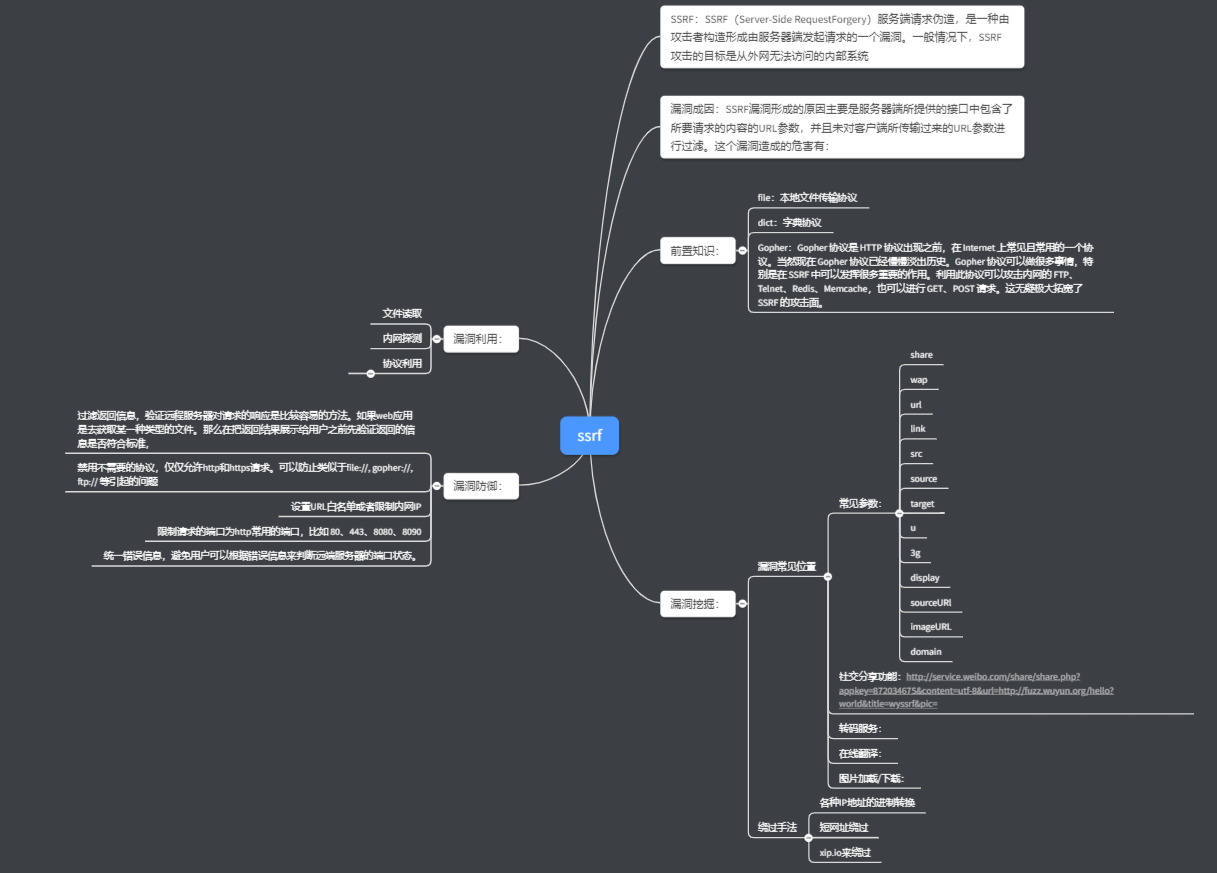 SSRF：SSRF（Server-Side RequestForgery）服务端请求伪造，是一种由
攻击者构造形成由服务器端发起请求的一个漏洞。一般情况下，SSRF
攻击的目标是从外网无法访问的内部系统
漏洞成因：SSRF漏洞形成的原因主要是服务器端所提供的接口中包含了
所要请求的内容的URL参数，并且未对客户端所传输过来的URL参数进
行过滤。这个漏洞造成的危害有：
前置知识：
file：本地文件传输协议
dict：字典协议
Gopher：Gopher 协议是 HTTP 协议出现之前，在 Internet 上常见且常用的一个协
议。当然现在 Gopher 协议已经慢慢淡出历史。Gopher 协议可以做很多事情，特
别是在 SSRF 中可以发挥很多重要的作用。利用此协议可以攻击内网的 FTP、
Telnet、Redis、Memcache，也可以进行 GET、POST 请求。这无疑极大拓宽了
SSRF 的攻击面。
漏洞利用：
文件读取
内网探测
协议利用
ssrf
漏洞防御：
过滤返回信息，验证远程服务器对请求的响应是比较容易的方法。如果web应用
是去获取某一种类型的文件。那么在把返回结果展示给用户之前先验证返回的信
息是否符合标准，
禁用不需要的协议，仅仅允许http和https请求。可以防止类似于file://, gopher://,
ftp:// 等引起的问题
设置URL白名单或者限制内网IP
限制请求的端口为http常用的端口，比如 80、443、8080、8090
统一错误信息，避免用户可以根据错误信息来判断远端服务器的端口状态。
漏洞挖掘：
漏洞常见位置
常见参数：
share
wap
url
link
src
source
target
u
3g
display
sourceURl
imageURL
domain
社交分享功能：http://service.weibo.com/share/share.php?
appkey=872034675&content=utf-8&url=http://fuzz.wuyun.org/hello?
world&title=wyssrf&pic=
转码服务：
在线翻译：
图片加载/下载：
绕过手法
各种IP地址的进制转换
短网址绕过
xip.io来绕过